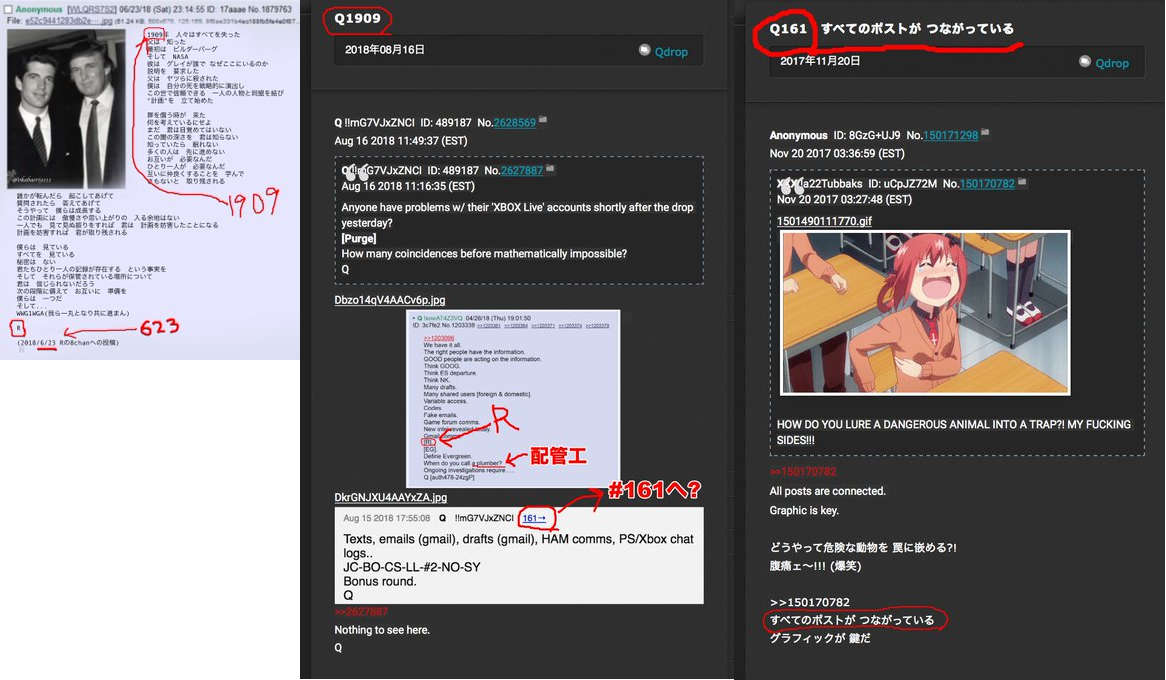 Anonymous [WLQRS7S2] 06/23/18 (Sat) 23:14:55 ID: 17aaae No.1879763
File: e52c9441283db2e⋯.jpg
1909年 人々はすべてを失った
父は 知った
最初は ビルダーバーグ
そして NASA
彼は グレイが誰で なぜここにいるのか
説明を 要求した
父は ヤツらに殺された
僕は 自分の死を戦略的に演出し
この世で信頼できる 一人の人物と同盟を結び
"計画"を 立て始めた
罪を償う時が 来た
何を考えているにせよ
まだ 君は目覚めてはいない
この闇の深さを 君は知らない
知っていたら 眠れない
多くの人は 先に進めない
お互いが 必要なんだ
ひとり一人が 必要なんだ
互いに仲良くすることを 学んで
さもないと 取り残される
1909
誰かが転んだら 起こしてあげて
質問されたら 答えてあげて
そうやって 僕らは成長する
この計画には 傲慢さや思い上がりの 入る余地はない
一人でも 見て見ぬ振りをすれば 君は 計画を妨害したことになる
計画を妨害すれば 君が取り残される
僕らは 見ている
すべてを 見ている
秘密は ない
君たちひとり一人の記録が存在する という事実を
そして それらが保管されている場所について
君は信じられないだろう
次の段階に備えて お互いに 準備を
僕らは 一つだ
そして...
WWG1WGA(我ら一丸となり共に進まん)
R
623
(2018/6/23 Rの8chanへの投稿)
Q1909
2018年08月16日
Qdrop
Q !!mG7VJxZNCI ID: 489187 No.2628569
Aug 16 2018 11:49:37 (EST)
Q !!mG7VJxZNCI ID: 489187 No.2627887
Aug 16 2018 11:16:35 (EST)
Anyone have problems w/ their 'XBOX Live' accounts shortly after the drop
yesterday?
[Purge]
How many coincidences before mathematically impossible?
Q
Dbzo14qV4AACv6p.jpg
Q !xowAT4Z3VQ 04/26/18 (Thu) 19:01:50
ID: 3c7fe2 No.1203338 >>1203361 >>1203364 >>1203371 >>1203374 >>1203379
>>1203096
We have it all.
The right people have the information.
GOOD people are acting on the information.
Think GOOG.
Think ES departure.
Think NK.
Many drafts.
Many shared users [foreign & domestic].
Variable access.
Codes.
Fake emails.
Game forum comms.
New intel revealed today.
Gmail comms.
[R]
R
[EG].
Define Evergreen.
When do you call a plumber?
配管工
Ongoing investigations require.....
Q [auth478-24zgP]
DkrGNJXU4AAYxZA.jpg
#161へ?
Aug 15 2018 17:55:08 Q !!mG7VJxZNCI 161→
Texts, emails (gmail), drafts (gmail), HAM comms, PS/Xbox chat
logs..
JC-BO-CS-LL-#2-NO-SY
Bonus round.
Q
>>2627887
Nothing to see here.
Q
Q161 すべてのポストが つながっている
2017年11月20日
Qdrop
Anonymous ID: 8GzG+UJ9 No.150171298
Nov 20 2017 03:36:59 (EST)
ID: uCpJZ72M No.150170782
Nov 20 2017 03:27:48 (EST)
1501490111770.gif
HOW DO YOU LURE A DANGEROUS ANIMAL INTO A TRAP?! MY FUCKING
SIDES!!!
>>150170782
All posts are connected.
Graphic is key.
どうやって危険な動物を 罠に嵌める?!
腹痛ェ〜!!! (爆笑)
>>150170782
すべてのポストが つながっている
グラフィックが 鍵だ